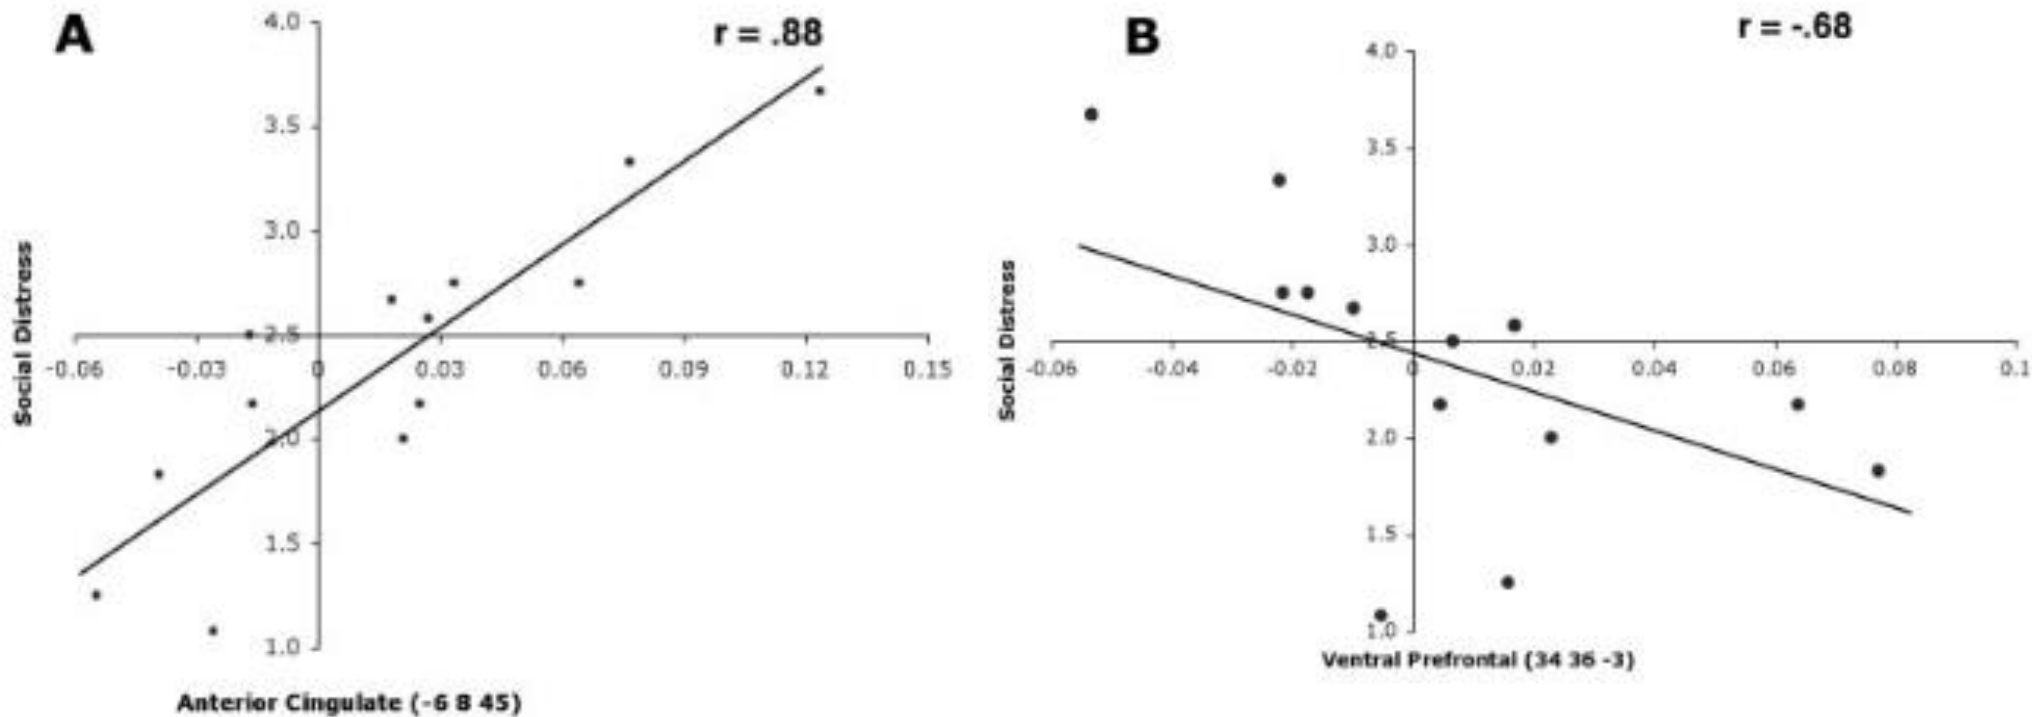 A
r = .88
4.0
3.5
3.0
2.5
2.0
1.5
1.0
-0.06 -0.03 0 0.03 0.06 0.09 0.12 0.15
Social Distress
Anterior Cingulate (-6 8 45)
B
r = -.68
4.0
3.5
3.0
2.5
2.0
1.5
1.0
-0.06 -0.04 -0.02 0 0.02 0.04 0.06 0.08 0.1
Social Distress
Ventral Prefrontal (34 36 -3)